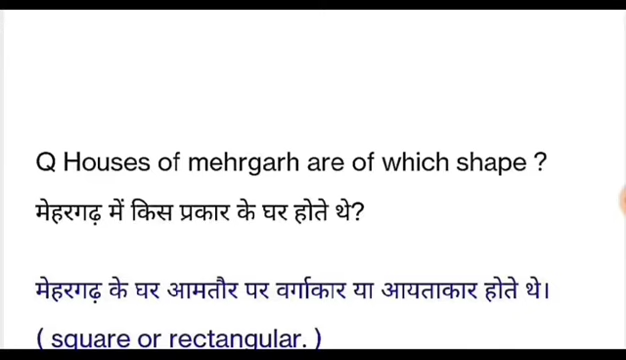 Q Houses of mehrgarh are of which shape ?
मेहरगढ़ में किस प्रकार के घर होते थे?
मेहरगढ़ के घर आमतौर पर वर्गाकार या आयताकार होते थे।
( square or rectangular. )